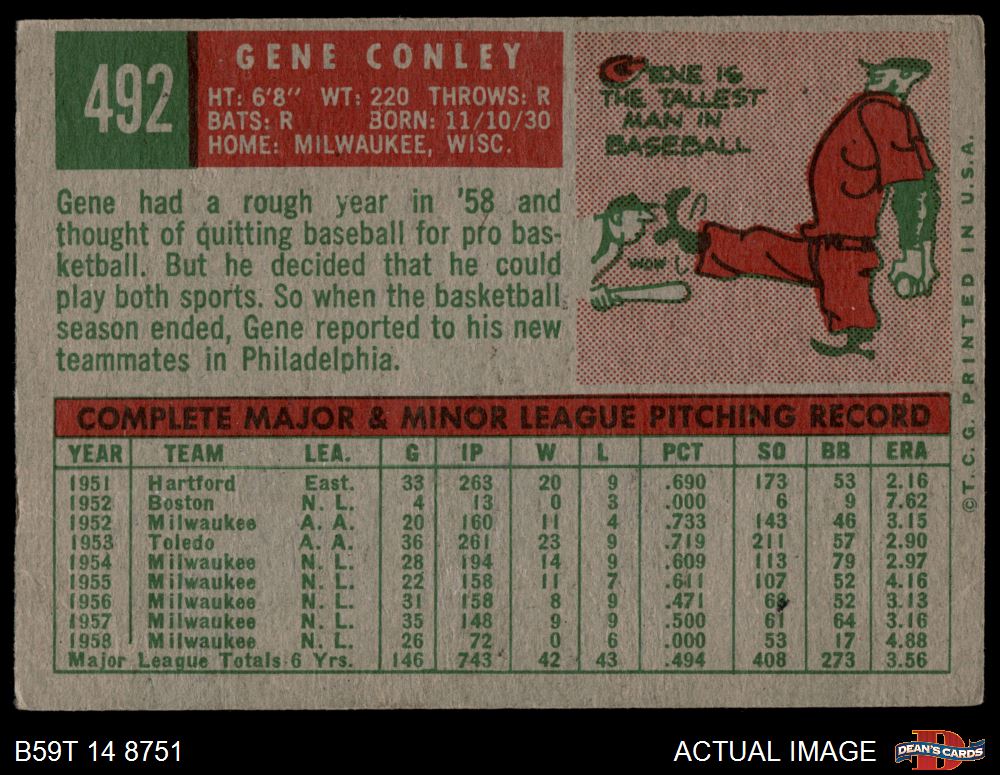 492
GENE CONLEY
HT: 6'8" WT: 220 THROWS: R
BATS: R BORN: 11/10/30
HOME: MILWAUKEE, WISC.
GENE IS
THE TALLEST
MAN IN
BASEBALL
WOW!
Gene had a rough year in '58 and
thought of quitting baseball for pro bas-
ketball. But he decided that he could
play both sports. So when the basketball
season ended, Gene reported to his new
teammates in Philadelphia.
COMPLETE MAJOR & MINOR LEAGUE PITCHING RECORD
YEAR TEAM LEA. G IP W L PCT SO BB ERA
1951 Hartford East. 33 263 20 9 .690 173 53 2.16
1952 Boston N. L. 4 13 0 3 .000 6 9 7.62
1952 Milwaukee A. A. 20 160 11 4 .733 143 46 3.15
1953 Toledo A. A. 36 261 23 9 .719 211 57 2.90
1954 Milwaukee N. L. 28 194 14 9 .609 113 79 2.97
1955 Milwaukee N. L. 22 158 11 7 .611 107 52 4.16
1956 Milwaukee N. L. 31 158 8 9 .471 68 52 3.13
1957 Milwaukee N. L. 35 148 9 9 .500 61 64 3.16
1958 Milwaukee N. L. 26 72 0 6 .000 53 17 4.88
Major League Totals 6 Yrs. 146 743 42 43 .494 408 273 3.56
©T. C. G. PRINTED IN U.S.A.
B59T 14 8751
ACTUAL IMAGE
DEAN'S CARDS